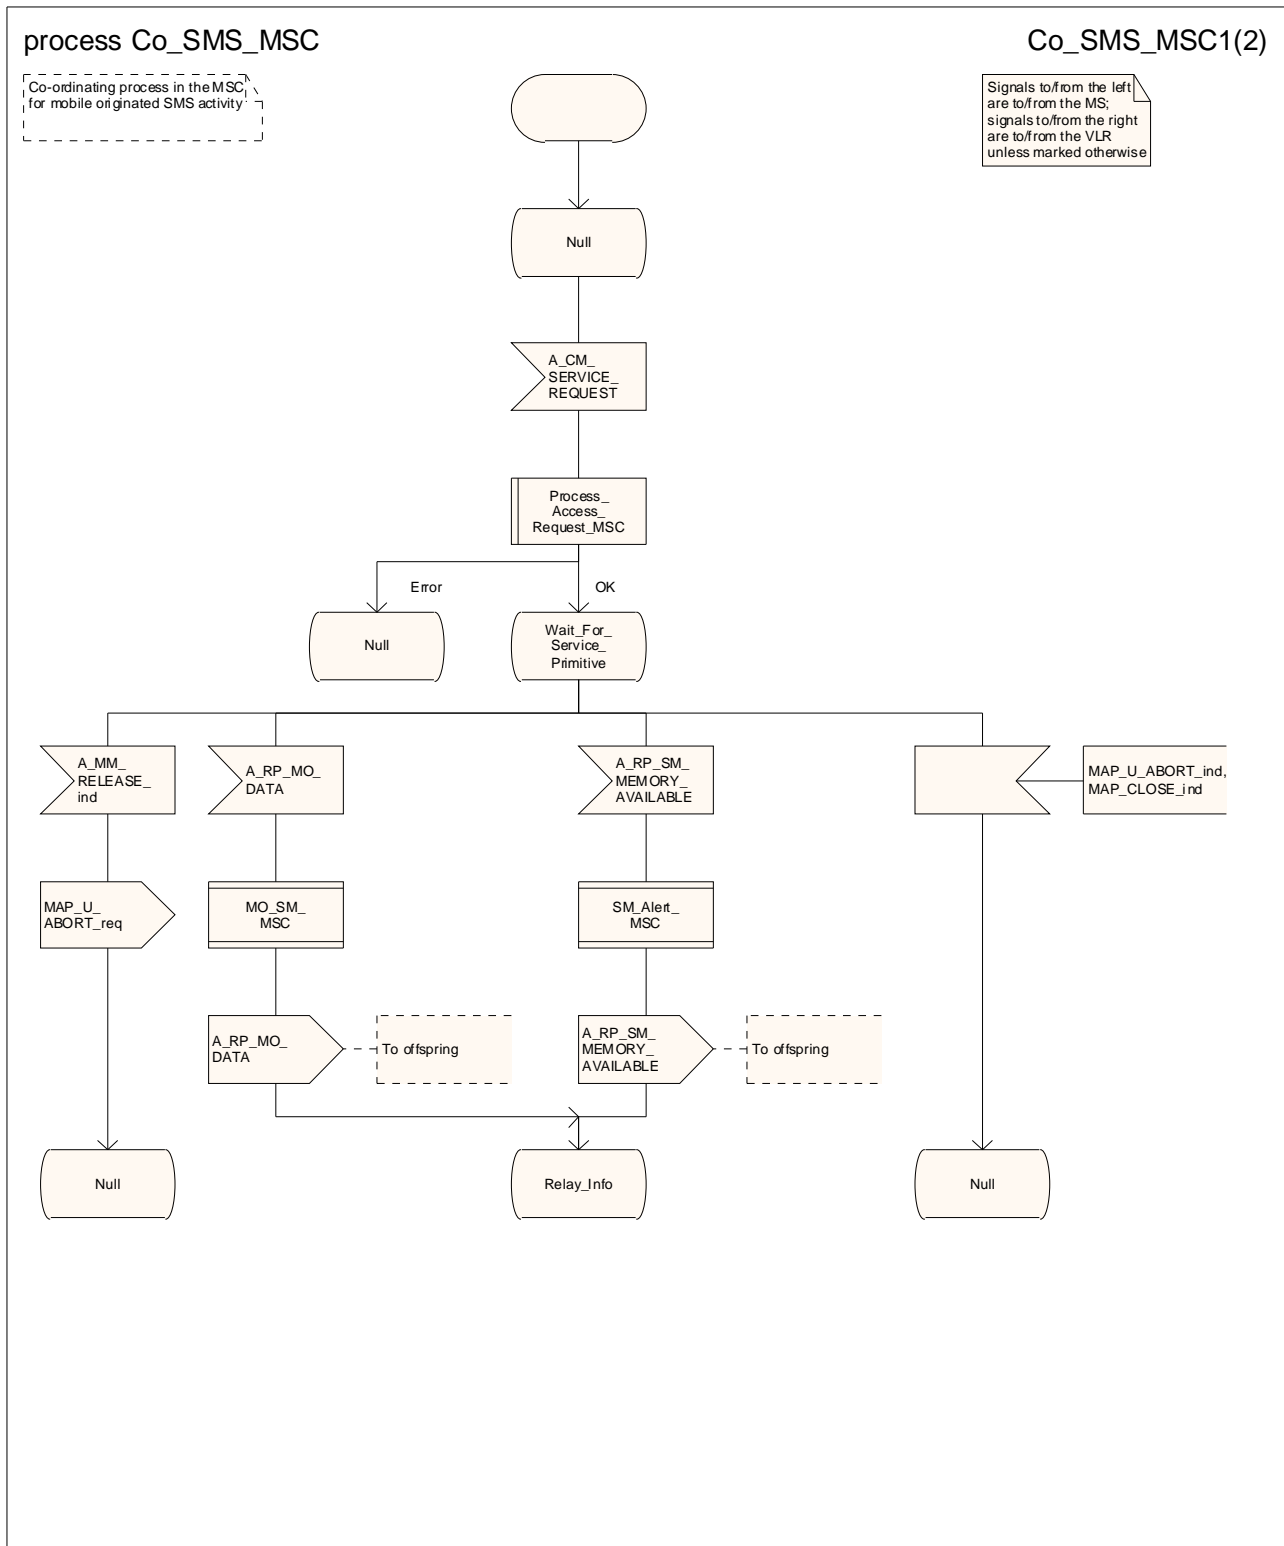 process Co_SMS_MSC
Co_SMS_MSC1(2)
Co-ordinating process in the MSC
for mobile originated SMS activity
Signals to/from the left
are to/from the MS;
signals to/from the right
are to/from the VLR
unless marked otherwise
Null
A_CM_
SERVICE_
REQUEST
Process_
Access_
Request_MSC
Error
OK
Null
Wait_For_
Service_
Primitive
A_MM_
RELEASE_
ind
A_RP_MO_
DATA
A_RP_SM_
MEMORY_
AVAILABLE
MAP_U_ABORT_ind,
MAP_CLOSE_ind
MAP_U_
ABORT_req
MO_SM_
MSC
SM_Alert_
MSC
A_RP_MO_
DATA
To offspring
A_RP_SM_
MEMORY_
AVAILABLE
To offspring
Null
Relay_Info
Null